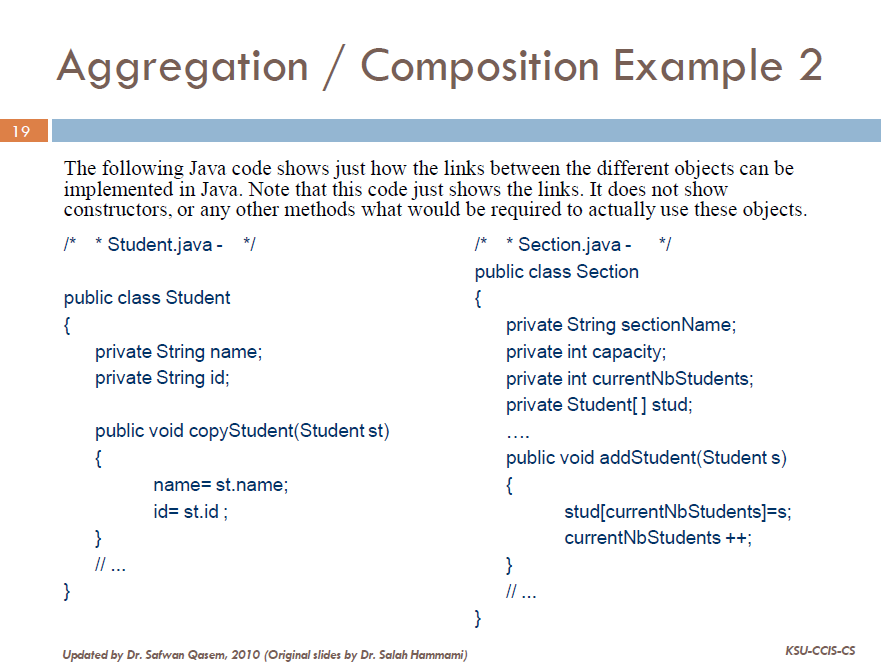 Aggregation / Composition Example 2
19
The following Java code shows just how the links between the different objects can be
implemented in Java. Note that this code just shows the links. It does not show
constructors, or any other methods what would be required to actually use these objects.
/* * Student.java - */
public class Student
{
private String name;
private String id;
public void copyStudent(Student st)
{
name= st.name;
id= st.id ;
}
// ...
}
/* * Section.java - */
public class Section
{
private String sectionName;
private int capacity;
private int currentNbStudents;
private Student[ ] stud;
….
public void addStudent(Student s)
{
stud[currentNbStudents]=s;
currentNbStudents ++;
}
// ...
}
Updated by Dr. Safwan Qasem, 2010 (Original slides by Dr. Salah Hammami)
KSU-CCIS-CS